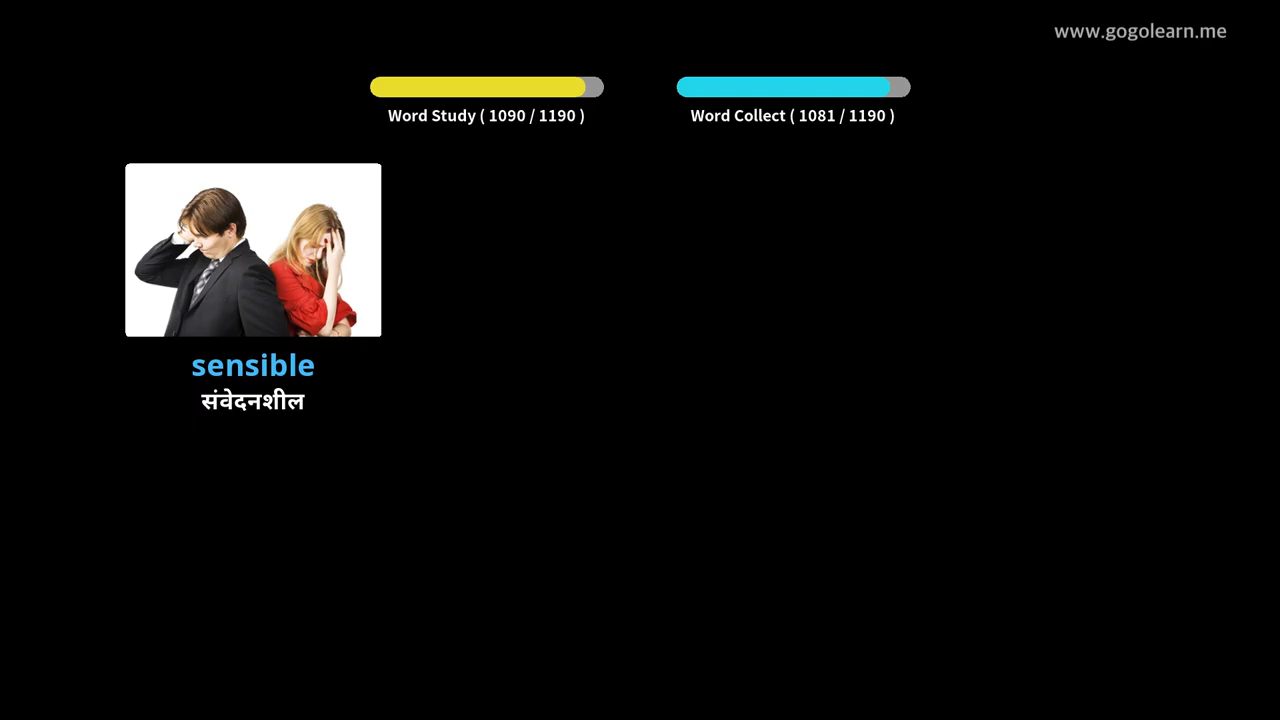 www.gogolearn.me
Word Study ( 1090 / 1190 )
Word Collect ( 1081 / 1190 )
sensible
संवेदनशील